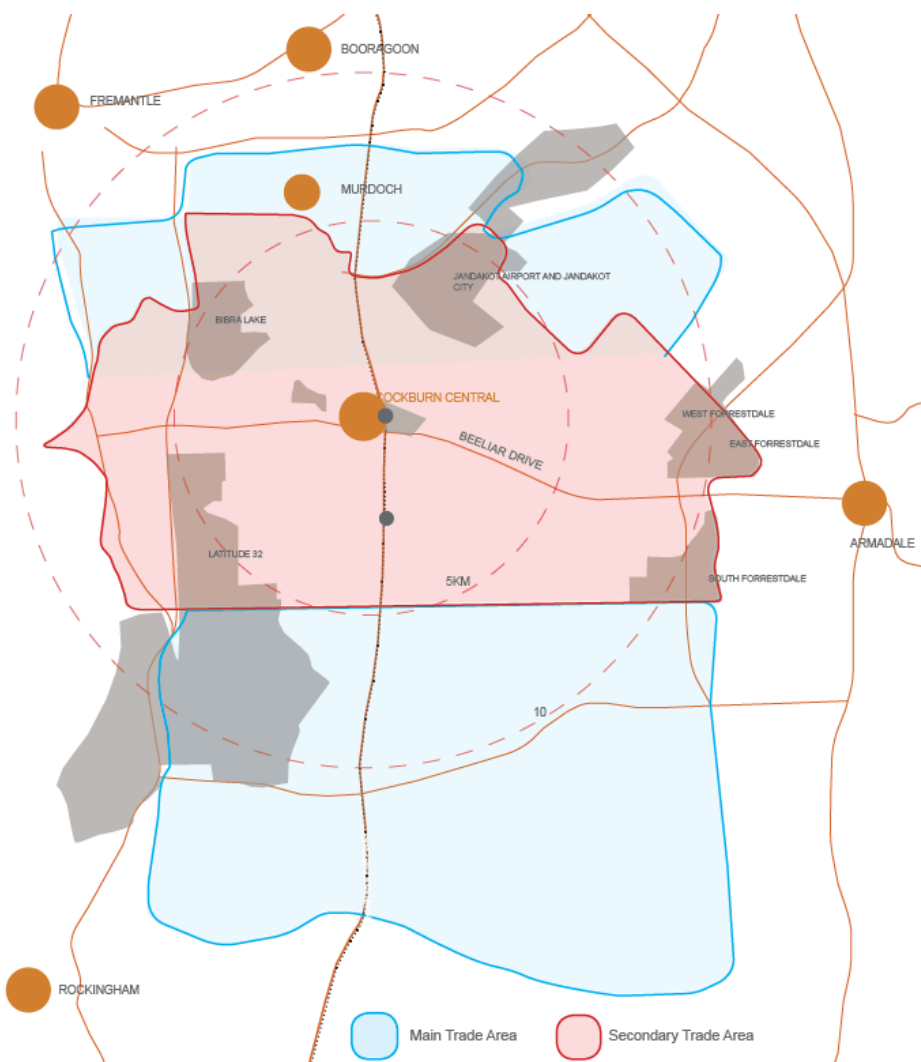 BOORAGOON
FREMANTLE
MURDOCH
JANDAKOT AIRPORT AND JANDAKOT
CITY
BIBRA LAKE
COCKBURN CENTRAL
WEST FORRESTDALE
BEELIAR DRIVE
EAST FORRESTDALE
ARMADALE
LATITUDE 32
5KM
SOUTH FORRESTDALE
10
ROCKINGHAM
Main Trade Area
Secondary Trade Area